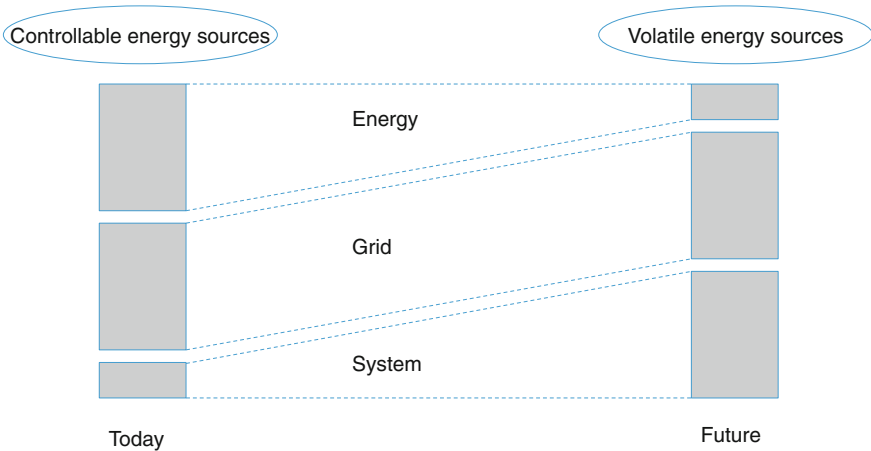 Controllable energy sources
Volatile energy sources
Energy
Grid
System
Today
Future